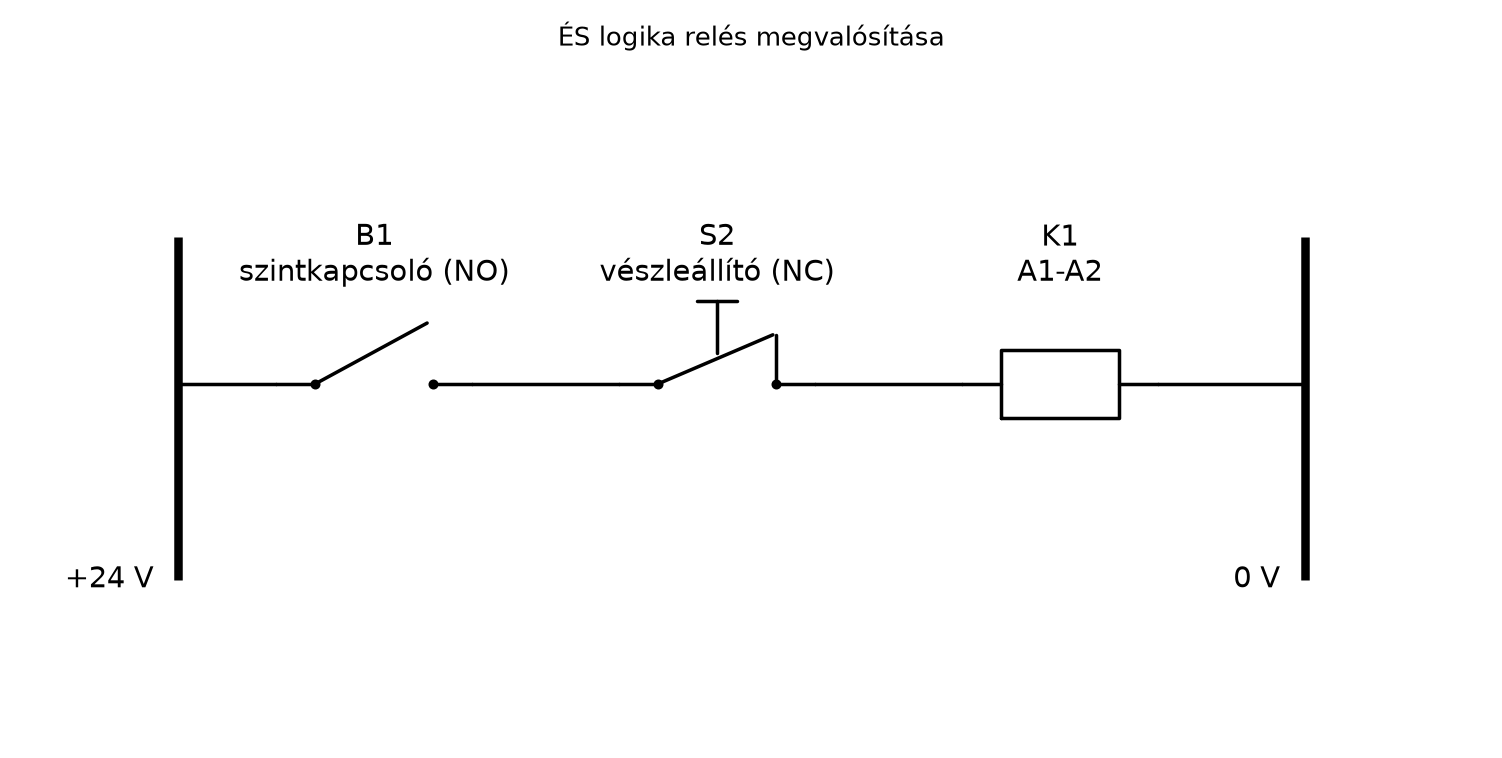 ÉS logika relés megvalósítása
B1
szintkapcsoló (NO)
S2
vészleállító (NC)
K1
A1-A2
+24 V
0 V